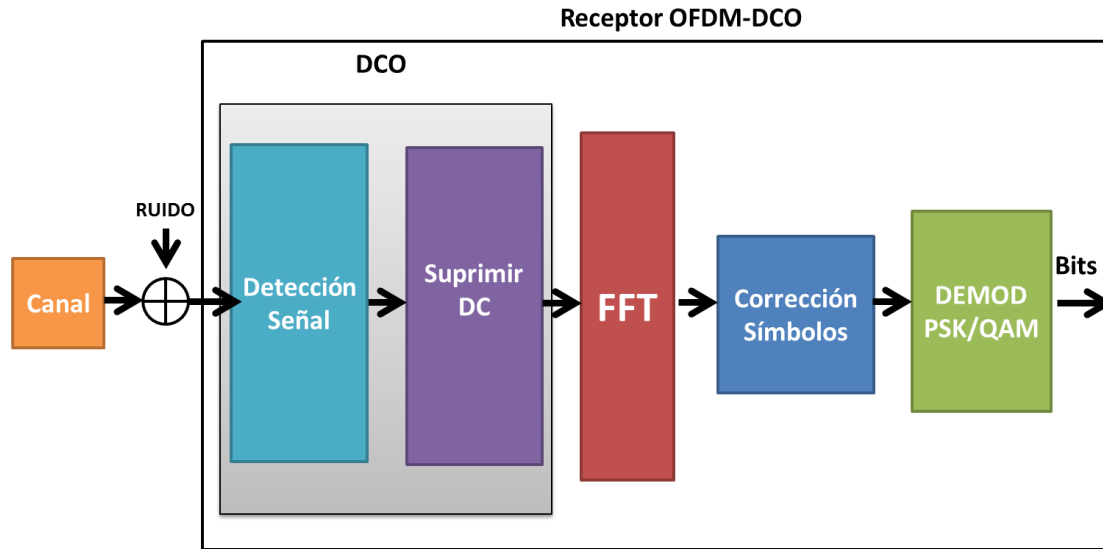 Receptor OFDM-DCO
DCO
RUIDO
Canal
Detección
Señal
Suprimir
DC
FFT
Corrección
Símbolos
DEMOD
PSK/QAM
Bits